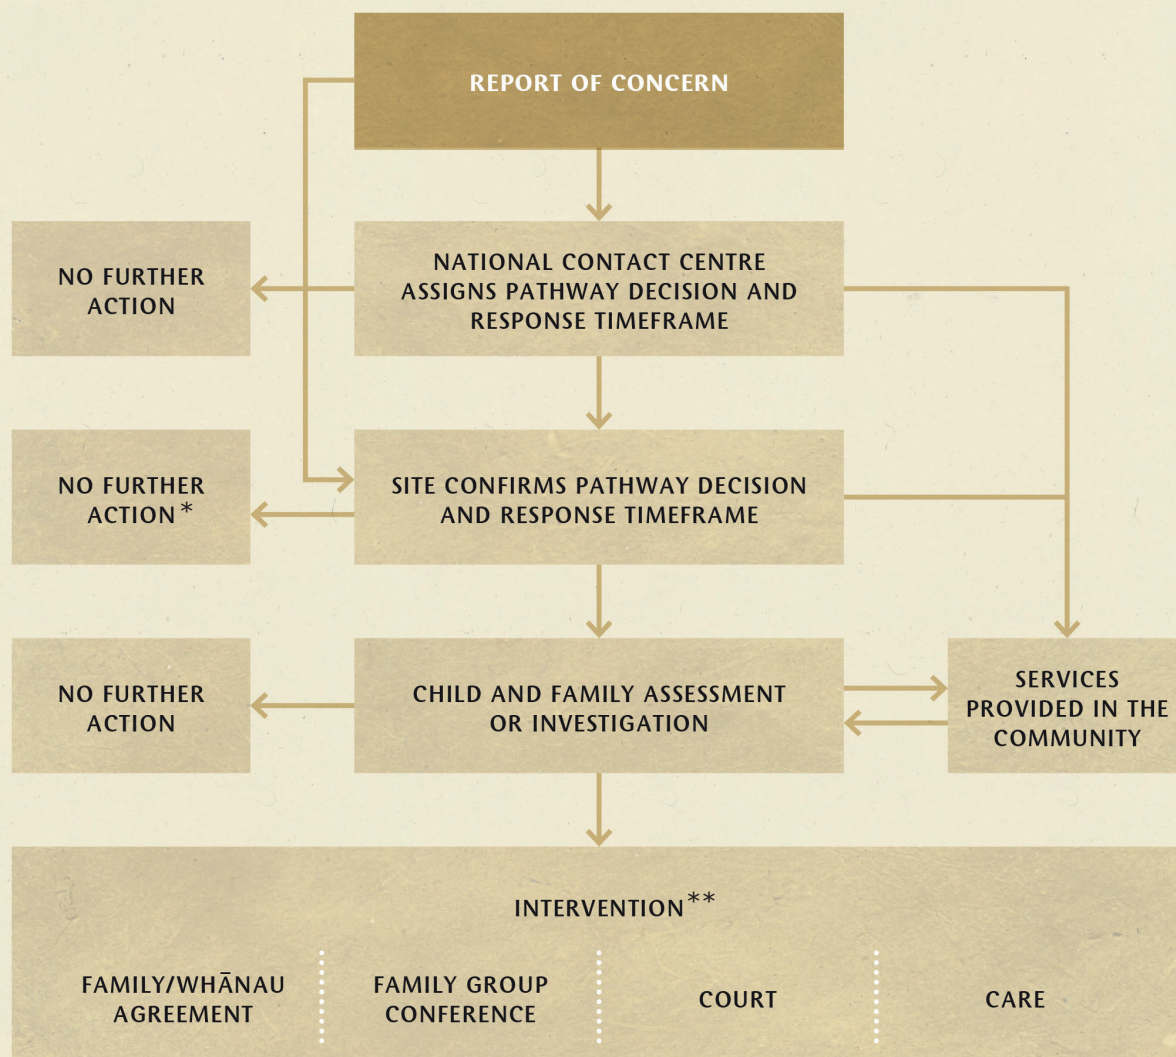 REPORT OF CONCERN
NO FURTHER
ACTION
NATIONAL CONTACT CENTRE
ASSIGNS PATHWAY DECISION AND
RESPONSE TIMEFRAME
NO FURTHER
ACTION*
SITE CONFIRMS PATHWAY DECISION
AND RESPONSE TIMEFRAME
NO FURTHER
ACTION
CHILD AND FAMILY ASSESSMENT
OR INVESTIGATION
SERVICES
PROVIDED IN THE
COMMUNITY
INTERVENTION**
FAMILY/WHĀNAU
AGREEMENT
FAMILY GROUP
CONFERENCE
COURT
CARE